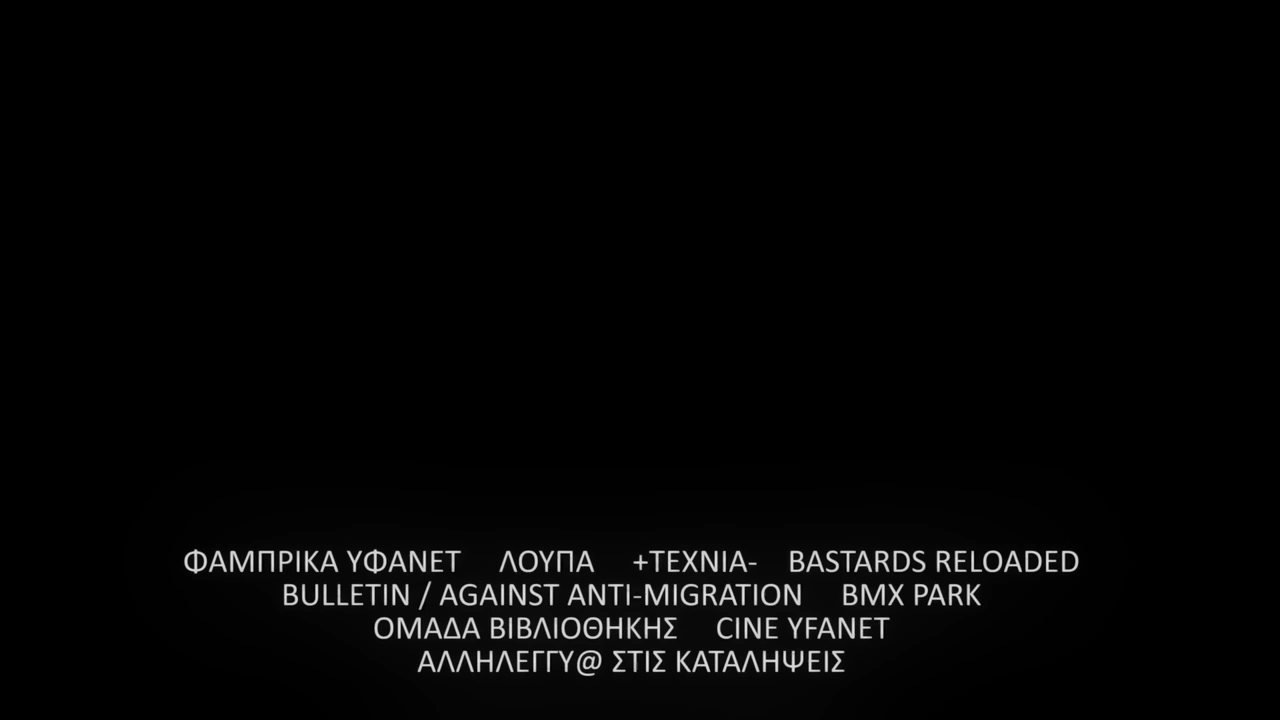 ΦΑΜΠΡΙΚΑ ΥΦΑΝΕΤ ΛΟΥΠΑ +ΤΕΧΝΙΑ- BASTARDS RELOADED
BULLETIN / AGAINST ANTI-MIGRATION BMX PARK
ΟΜΑΔΑ ΒΙΒΛΙΟΘΗΚΗΣ CINE YFANET
ΑΛΛΗΛΕΓΓΥ@ ΣΤΙΣ ΚΑΤΑΛΗΨΕΙΣ